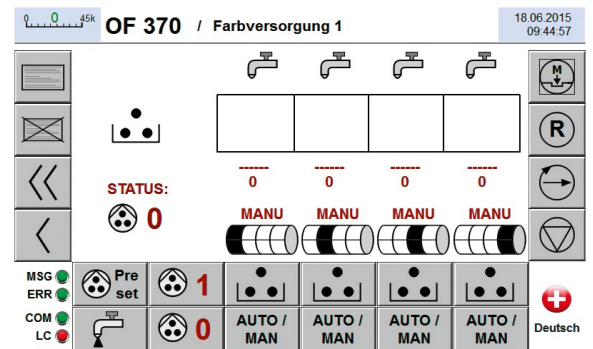 0 0 45k OF 370 / Farbversorgung 1 18.06.2015
09:44:57
M
R
------ ------ ------ ------
STATUS: 0 0 0 0
0 MANU MANU MANU MANU
MSG Pre set 1
ERR
COM 0 AUTO / MAN AUTO / MAN AUTO / MAN AUTO / MAN Deutsch
LC